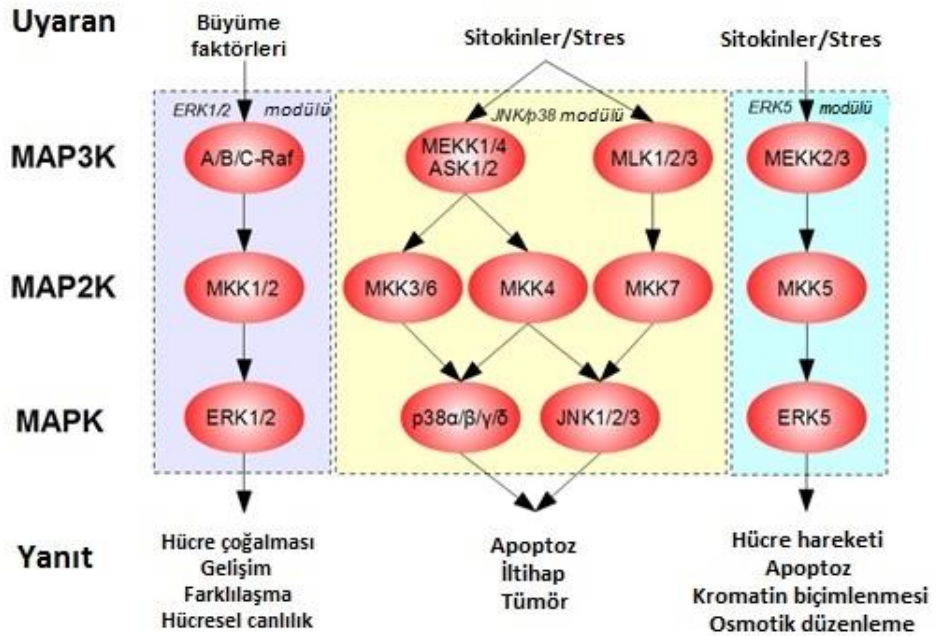 Uyaran
Büyüme
faktörleri
Sitokinler/Stres
Sitokinler/Stres
ERK1/2 modülü
JNK/p38 modülü
ERK5 modülü
MAP3K
A/B/C-Raf
MEKK1/4
ASK1/2
MLK1/2/3
MEKK2/3
MAP2K
MKK1/2
MKK3/6
MKK4
MKK7
MKK5
MAPK
ERK1/2
p38α/β/γ/δ
JNK1/2/3
ERK5
Yanıt
Hücre çoğalması
Gelişim
Farklılaşma
Hücresel canlılık
Apoptoz
İltihap
Tümör
Hücre hareketi
Apoptoz
Kromatin biçimlenmesi
Osmotik düzenleme